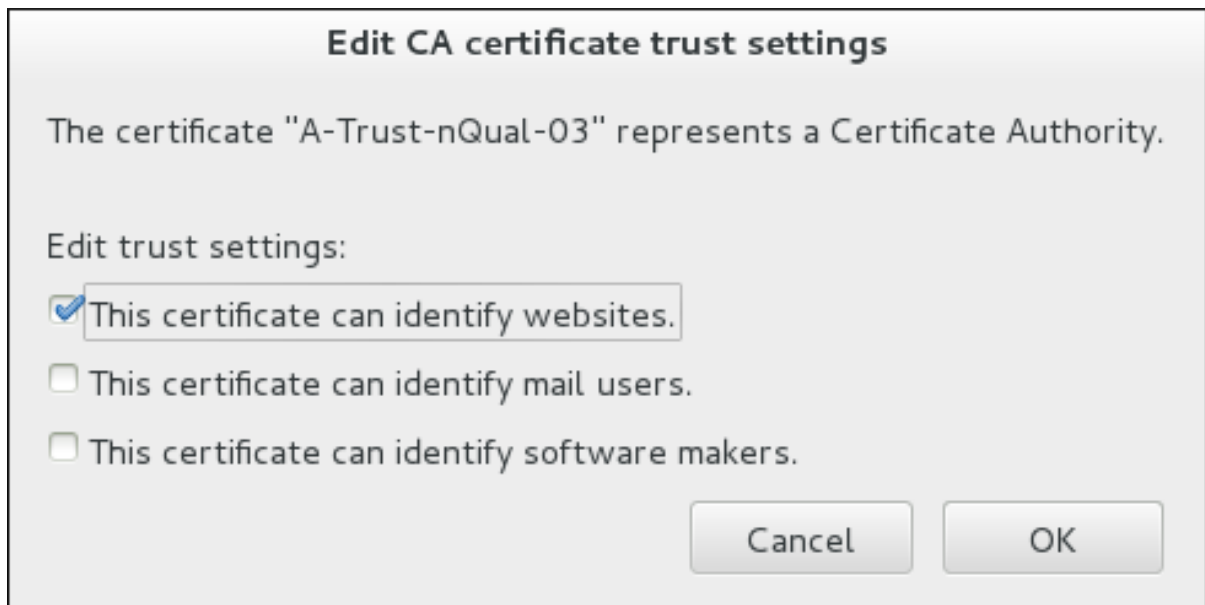 Edit CA certificate trust settings
The certificate "A-Trust-nQual-03" represents a Certificate Authority.
Edit trust settings:
This certificate can identify websites.
This certificate can identify mail users.
This certificate can identify software makers.
Cancel OK